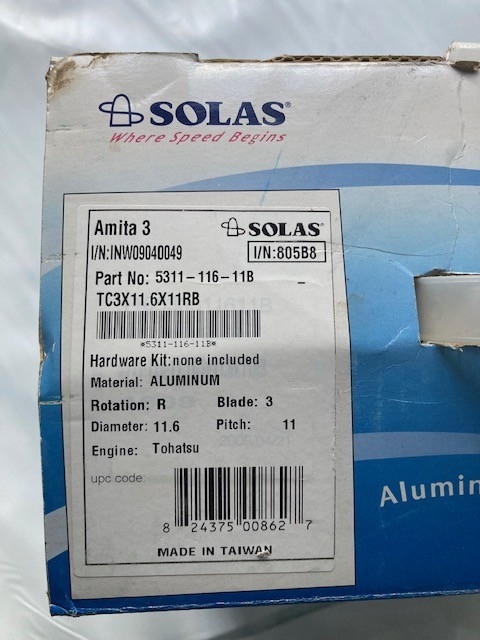 SOLAS®
Where Speed Begins
Amita 3
SOLAS®
I/N:INW09040049
I/N:805B8
Part No: 5311-116-11B
TC3X11.6X11RB
*5311-116-11B*
Hardware Kit:none included
Material: ALUMINUM
Rotation: R Blade: 3
Diameter: 11.6 Pitch: 11
Engine: Tohatsu
upc code:
8 24375 00862 7
MADE IN TAIWAN
Alumin